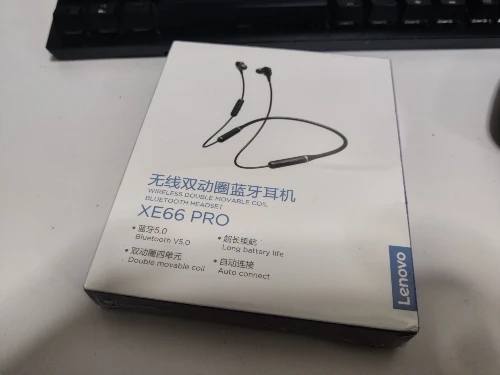 无线双动圈蓝牙耳机
WIRELESS DOUBLE MOVABLE COIL
BLUETOOTH HEADSET
XE66 PRO
• 蓝牙5.0
Bluetooth V5.0
• 超长续航
Long battery life
• 双动圈四单元
Double movable coil
• 自动连接
Auto connect
Lenovo